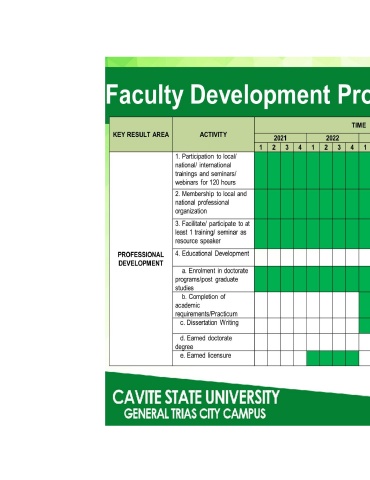 Faculty Development Pro
KEY RESULT AREA
ACTIVITY
TIME
2021
2022
1 2 3 4 1 2 3 4 1
PROFESSIONAL
DEVELOPMENT
1. Participation to local/
national/ international
trainings and seminars/
webinars for 120 hours
2. Membership to local and
national professional
organization
3. Facilitate/ participate to at
least 1 training/ seminar as
resource speaker
4. Educational Development
a. Enrolment in doctorate
programs/post graduate
studies
b. Completion of
academic
requirements/Practicum
c. Dissertation Writing
d. Earned doctorate
degree
e. Earned licensure
CAVITE STATE UNIVERSITY
GENERAL TRIAS CITY CAMPUS